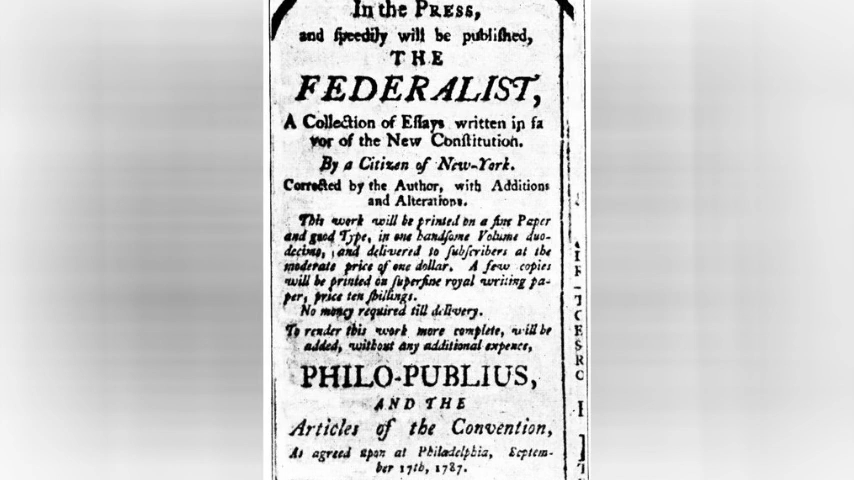 In the PRESS,
and ſpeedily will be publiſhed,
THE
FEDERALIST,
A Collection of Eſſays written in fa
vor of the New Conſtitution.
By a Citizen of New-York.
Corrected by the Author, with Additions
and Alterations.
This work will be printed on a fine Paper
and good Type, in one handſome Volume duo-
decimo, and delivered to ſubſcribers at the
moderate price of one dollar. A few copies
will be printed on ſuperfine royal writing pa-
per, price ten ſhillings.
No money required till delivery.
To render this work more complete, will be
added, without any additional expence,
PHILO-PUBLIUS,
AND THE
Articles of the Convention,
As agreed upon at Philadelphia, Septem-
ber 17th, 1787.